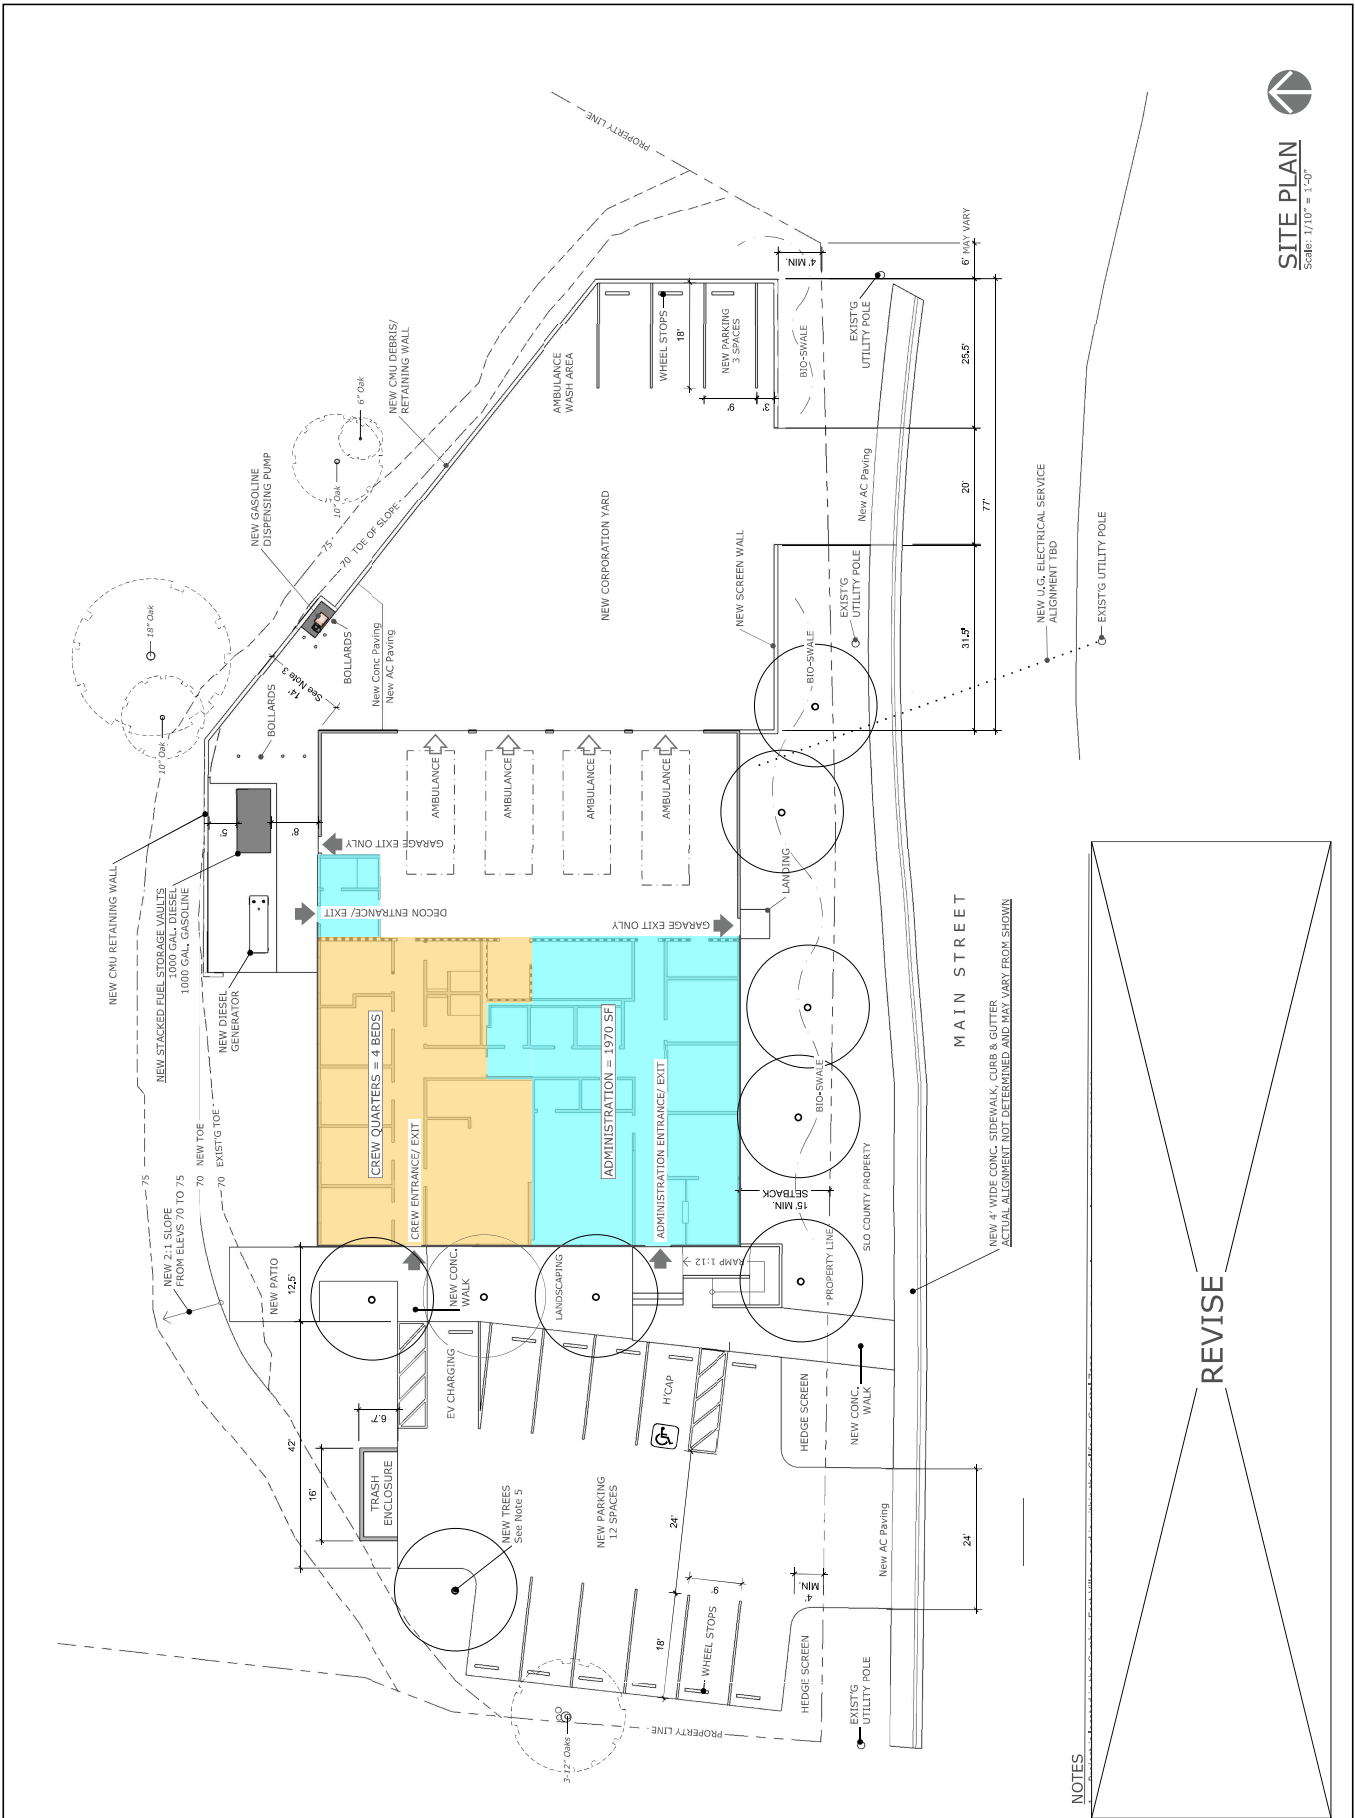 SITE PLAN
Scale: 1/10" = 1'-0"
PROPERTY LINE
6' MAY VARY
4' MIN.
EXIST'G
UTILITY POLE
BIO-SWALE
25.5'
NEW PARKING
3 SPACES
WHEEL STOPS
18'
9'
3'
AMBULANCE
WASH AREA
NEW CMU DEBRIS/
RETAINING WALL
6" Oak
10" Oak
NEW GASOLINE
DISPENSING PUMP
75
70 TOE OF SLOPE
NEW CORPORATION YARD
New AC Paving
20'
77'
NEW U.G. ELECTRICAL SERVICE
ALIGNMENT TBD
EXIST'G UTILITY POLE
NEW SCREEN WALL
EXIST'G
UTILITY POLE
31.5'
BIO-SWALE
18" Oak
10" Oak
BOLLARDS
14'
See Note 3
BOLLARDS
New Conc Paving
New AC Paving
AMBULANCE
AMBULANCE
AMBULANCE
AMBULANCE
5'
8'
GARAGE EXIT ONLY
DECON ENTRANCE/ EXIT
GARAGE EXIT ONLY
LANDING
NEW CMU RETAINING WALL
NEW STACKED FUEL STORAGE VAULTS
1000 GAL. DIESEL
1000 GAL. GASOLINE
NEW DIESEL
GENERATOR
MAIN STREET
NEW 4' WIDE CONC. SIDEWALK, CURB & GUTTER
ACTUAL ALIGNMENT NOT DETERMINED AND MAY VARY FROM SHOWN
CREW QUARTERS = 4 BEDS
ADMINISTRATION = 1970 SF
CREW ENTRANCE/ EXIT
ADMINISTRATION ENTRANCE/ EXIT
BIO-SWALE
15' MIN.
SETBACK
SLO COUNTY PROPERTY
PROPERTY LINE
75
70 NEW TOE
70 EXIST'G TOE
NEW 2:1 SLOPE
FROM ELEVS 70 TO 75
NEW PATIO
12.5'
NEW CONC.
WALK
LANDSCAPING
RAMP 1:12
EV CHARGING
H'CAP
HEDGE SCREEN
NEW CONC.
WALK
6.7'
42'
16'
TRASH
ENCLOSURE
NEW TREES
See Note 5
NEW PARKING
12 SPACES
24'
New AC Paving
24'
9'
4'
MIN.
18'
WHEEL STOPS
HEDGE SCREEN
EXIST'G
UTILITY POLE
PROPERTY LINE
3-12" Oaks
NOTES
REVISE